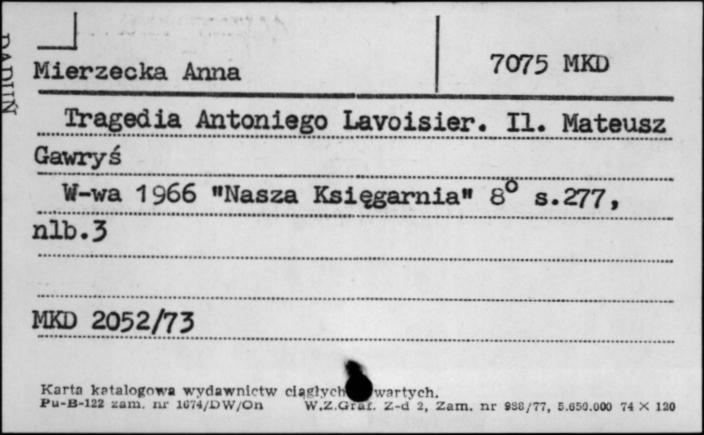 7075 MKD
Mierzecka Anna
Tragedia Antoniego Lavoisier. Il. Mateusz
Gawryś
W-wa 1966 "Nasza Księgarnia" 8° s.277,
nlb.3
MKD 2052/73
Karta katalogowa wydawnictw ciągłych wartych.
Pu-B-122 zam. nr 1674/DW/On W.Z.Graf. Z-d 2, Zam. nr 988/77, 5.650.000 74 × 120